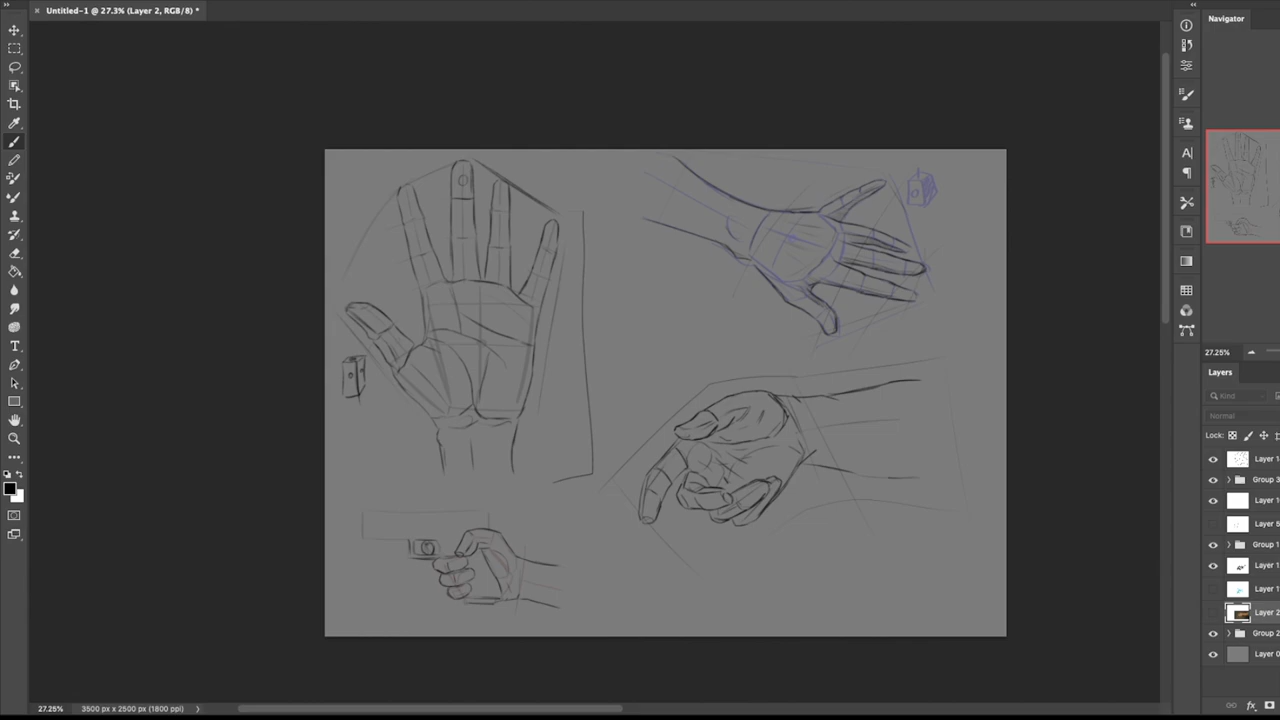 Untitled-1 @ 27.3% (Layer 2, RGB/8) *
Navigator
27.25%
Layers
Kind
Normal
Lock:
Layer 1
Group 3
Layer 1
Layer 5
Group 1
Layer 1
Layer 1
Layer 2
Group 2
Layer 0
fx
27.25%
3500 px x 2500 px (1800 ppi)